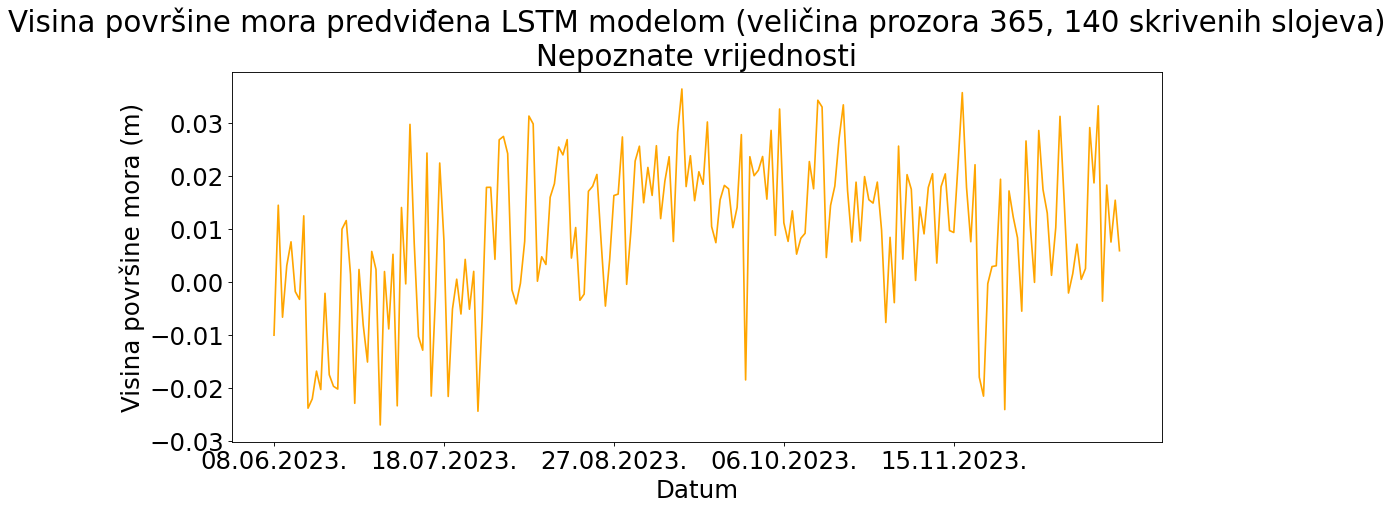 Visina površine mora predviđena LSTM modelom (veličina prozora 365, 140 skrivenih slojeva)
Nepoznate vrijednosti
Visina površine mora (m)
0.03
0.02
0.01
0.00
−0.01
−0.02
−0.03
08.06.2023. 18.07.2023. 27.08.2023. 06.10.2023. 15.11.2023.
Datum